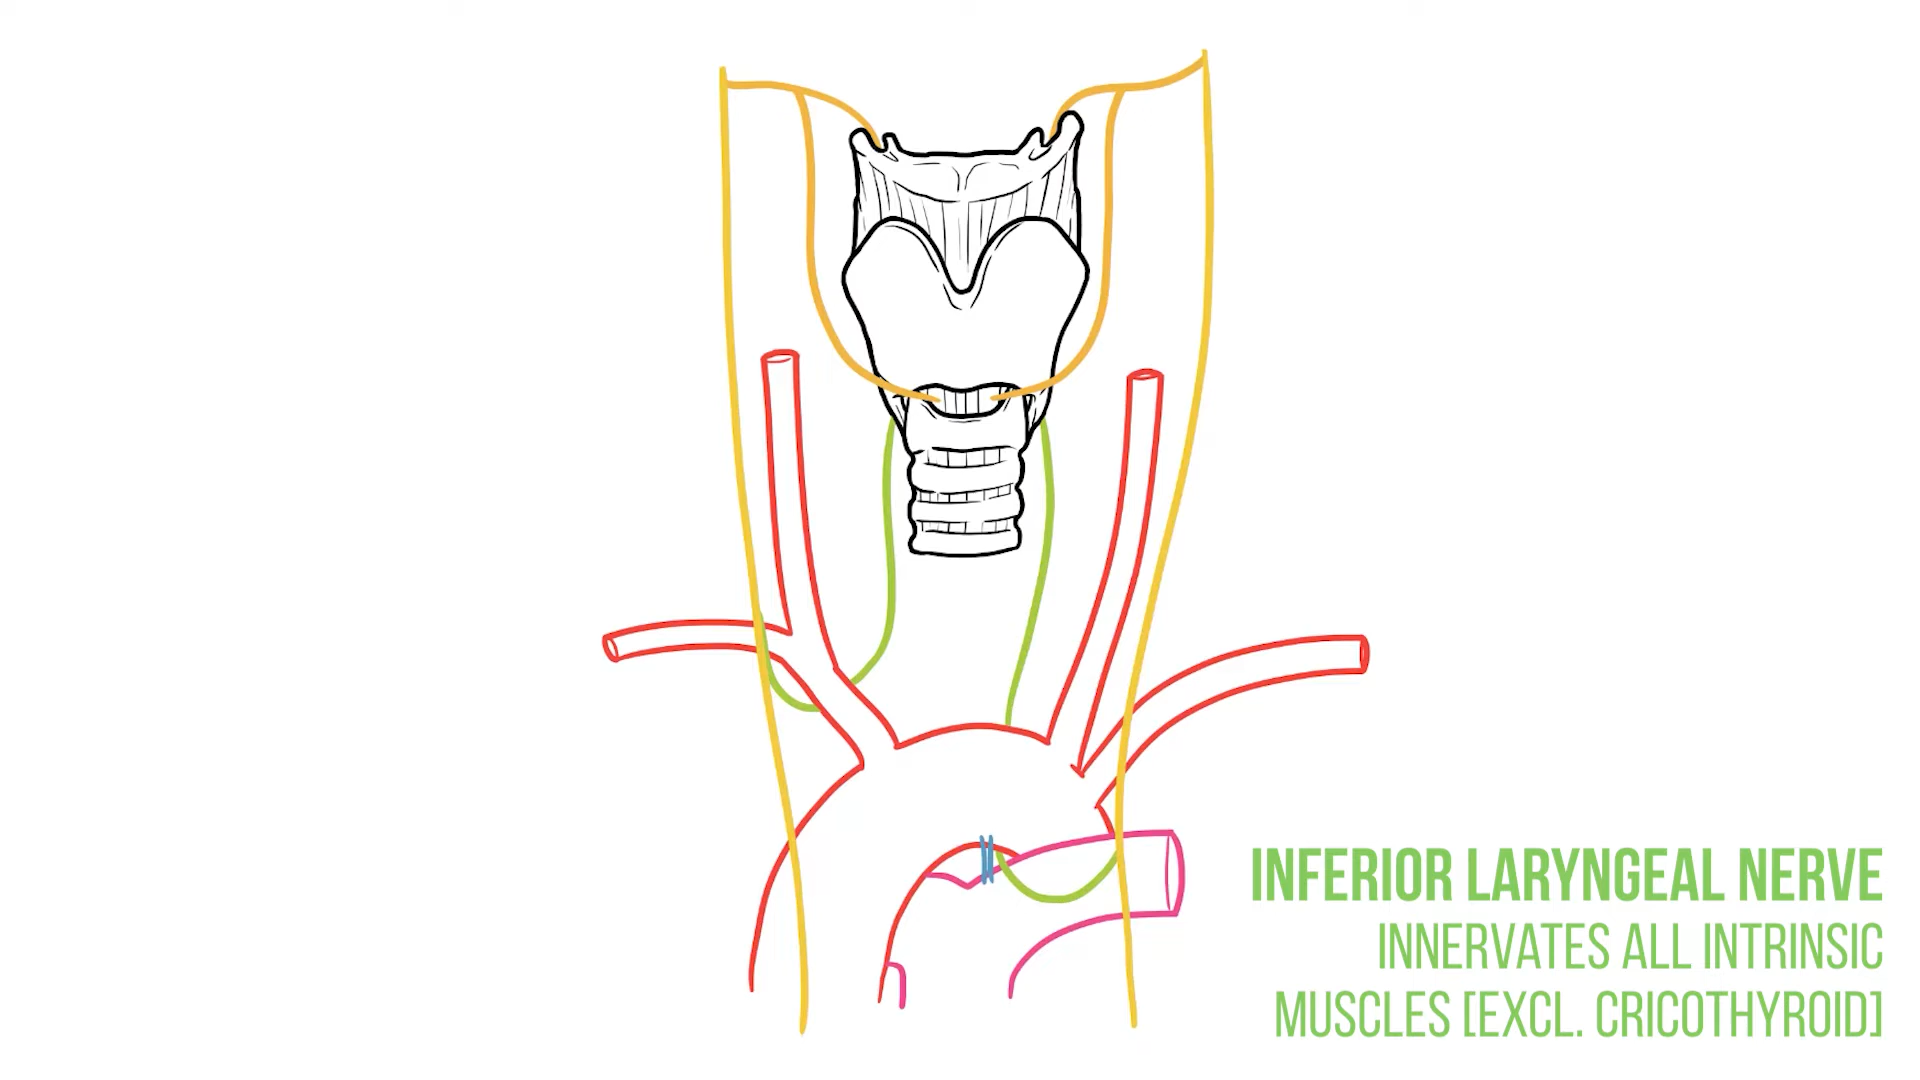 INFERIOR LARYNGEAL NERVE
INNERVATES ALL INTRINSIC
MUSCLES [EXCL. CRICOTHYROID]